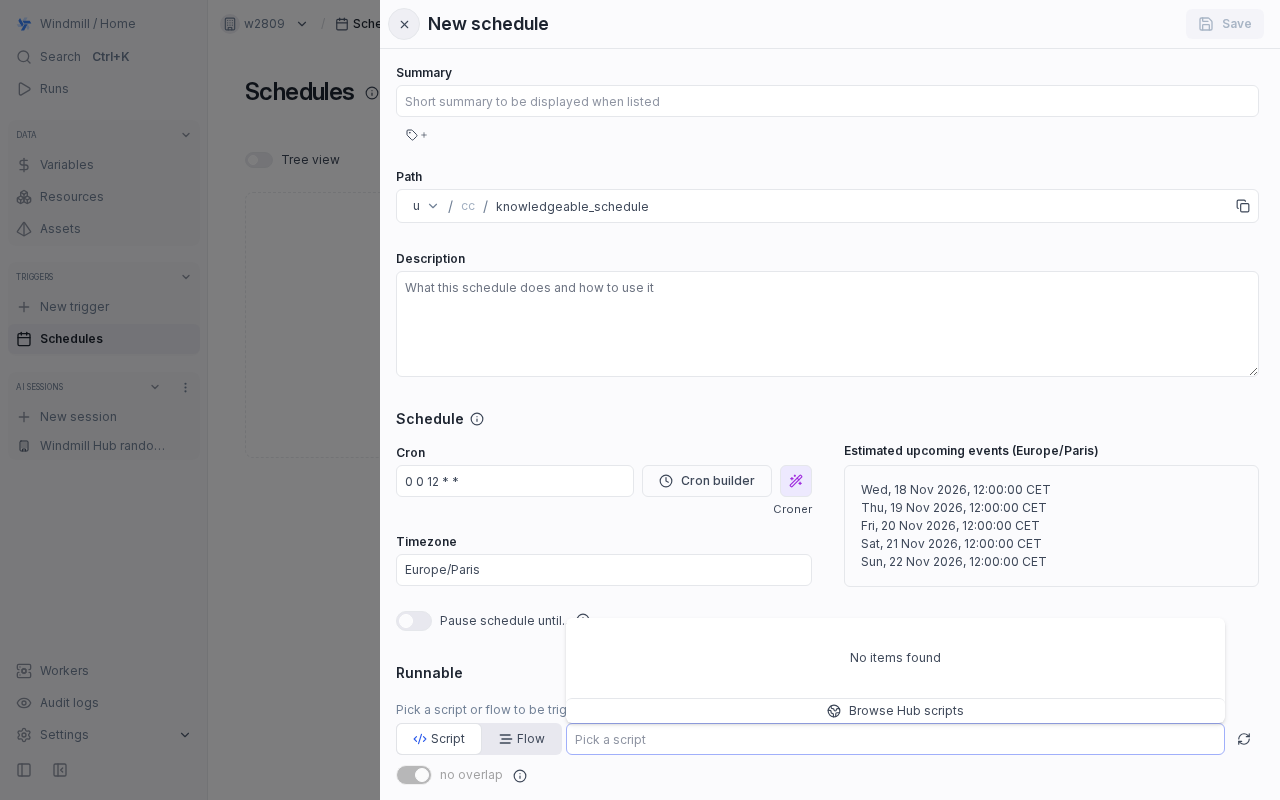 Windmill / Home
Search Ctrl+K
Runs
DATA
Variables
Resources
Assets
TRIGGERS
New trigger
Schedules
AI SESSIONS
New session
Windmill Hub rando...
Workers
Audit logs
Settings
w2809 /
Schedules
Tree view
New schedule
Save
Summary
Short summary to be displayed when listed
+
Path
u / cc / knowledgeable_schedule
Description
What this schedule does and how to use it
Schedule
Cron
0 0 12 * *
Cron builder
Croner
Timezone
Europe/Paris
Estimated upcoming events (Europe/Paris)
Wed, 18 Nov 2026, 12:00:00 CET
Thu, 19 Nov 2026, 12:00:00 CET
Fri, 20 Nov 2026, 12:00:00 CET
Sat, 21 Nov 2026, 12:00:00 CET
Sun, 22 Nov 2026, 12:00:00 CET
Pause schedule until.
Runnable
Pick a script or flow to be
No items found
Browse Hub scripts
Script
Flow
Pick a script
no overlap